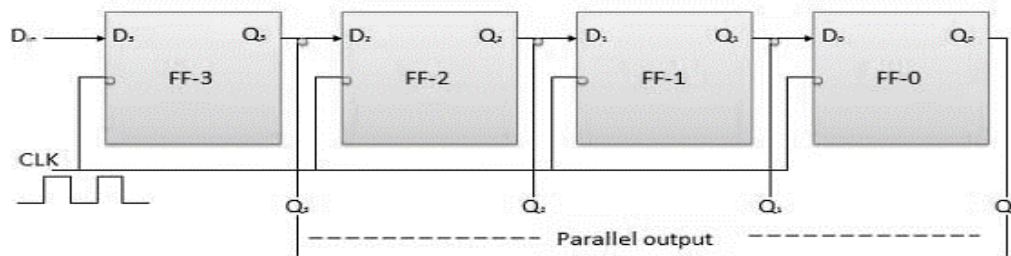 Dᵢₙ D₃ Q₃ D₂ Q₂ D₁ Q₁ D₀ Q₀
FF-3 FF-2 FF-1 FF-0
CLK
Q₃ Q₂ Q₁ Q
Parallel output